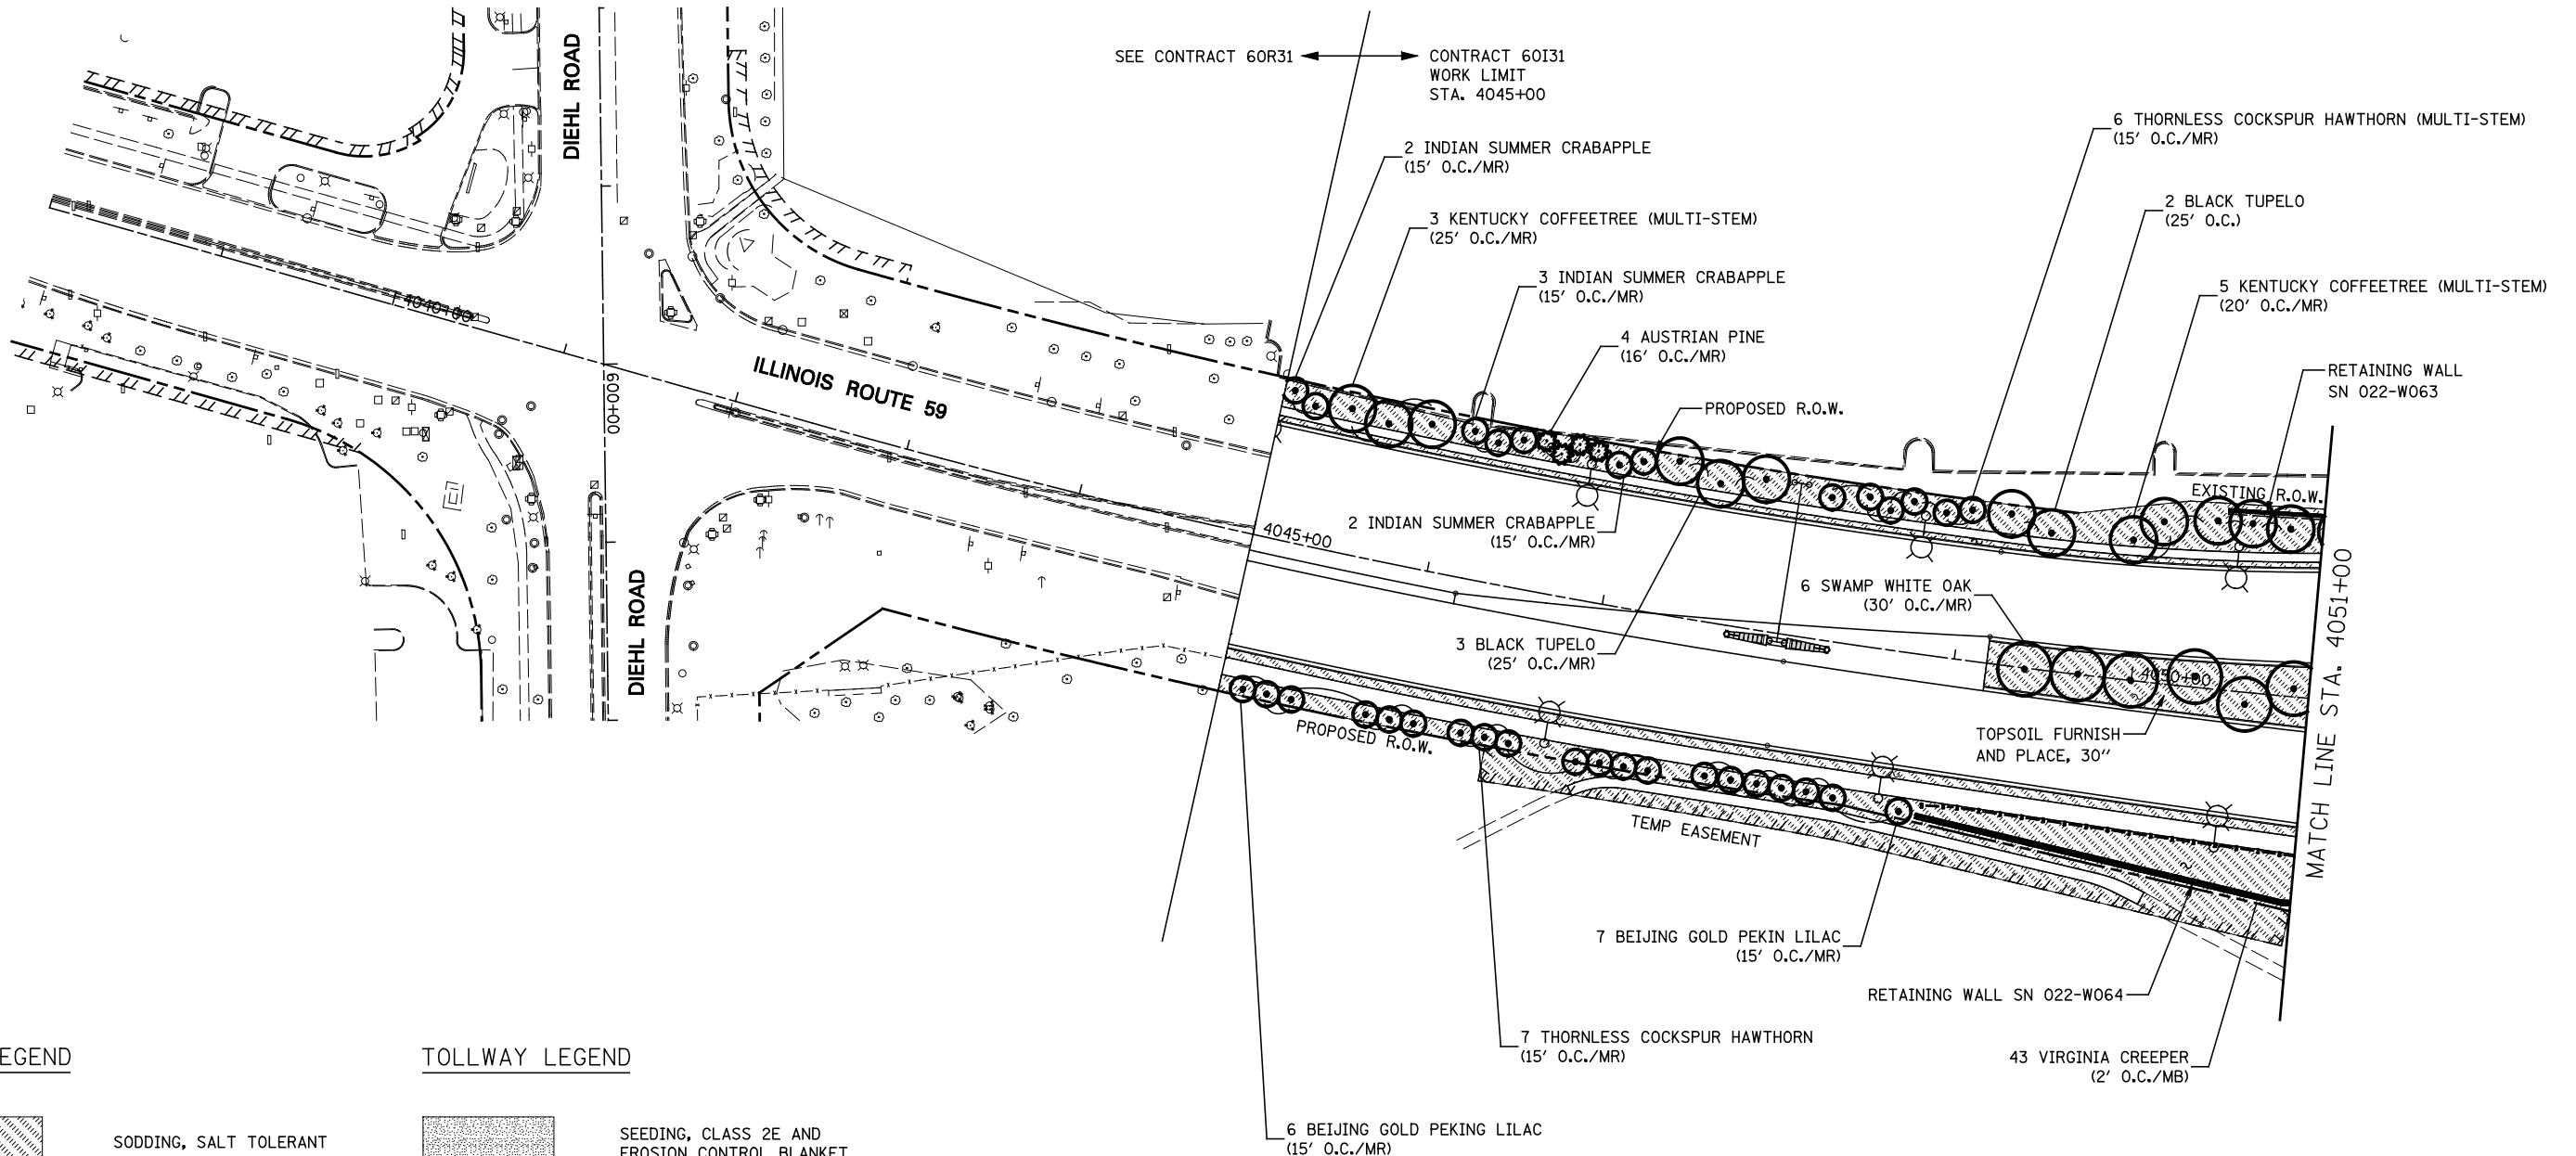 DIEHL ROAD
SEE CONTRACT 60R31
CONTRACT 60I31
WORK LIMIT
STA. 4045+00
6 THORNLESS COCKSPUR HAWTHORN (MULTI-STEM)
(15' O.C./MR)
2 INDIAN SUMMER CRABAPPLE
(15' O.C./MR)
2 BLACK TUPELO
(25' O.C.)
3 KENTUCKY COFFEETREE (MULTI-STEM)
(25' O.C./MR)
3 INDIAN SUMMER CRABAPPLE
(15' O.C./MR)
5 KENTUCKY COFFEETREE (MULTI-STEM)
(20' O.C./MR)
4 AUSTRIAN PINE
(16' O.C./MR)
RETAINING WALL
SN 022-W063
PROPOSED R.O.W.
4040+00
600+00
ILLINOIS ROUTE 59
EXISTING R.O.W.
2 INDIAN SUMMER CRABAPPLE
(15' O.C./MR)
4045+00
6 SWAMP WHITE OAK
(30' O.C./MR)
3 BLACK TUPELO
(25' O.C./MR)
DIEHL ROAD
4050+00
MATCH LINE STA. 4051+00
PROPOSED R.O.W.
TOPSOIL FURNISH
AND PLACE, 30"
TEMP EASEMENT
7 BEIJING GOLD PEKIN LILAC
(15' O.C./MR)
RETAINING WALL SN 022-W064
7 THORNLESS COCKSPUR HAWTHORN
(15' O.C./MR)
43 VIRGINIA CREEPER
(2' O.C./MB)
6 BEIJING GOLD PEKING LILAC
(15' O.C./MR)
EGEND
TOLLWAY LEGEND
SODDING, SALT TOLERANT
SEEDING, CLASS 2E AND
EROSION CONTROL BLANKET